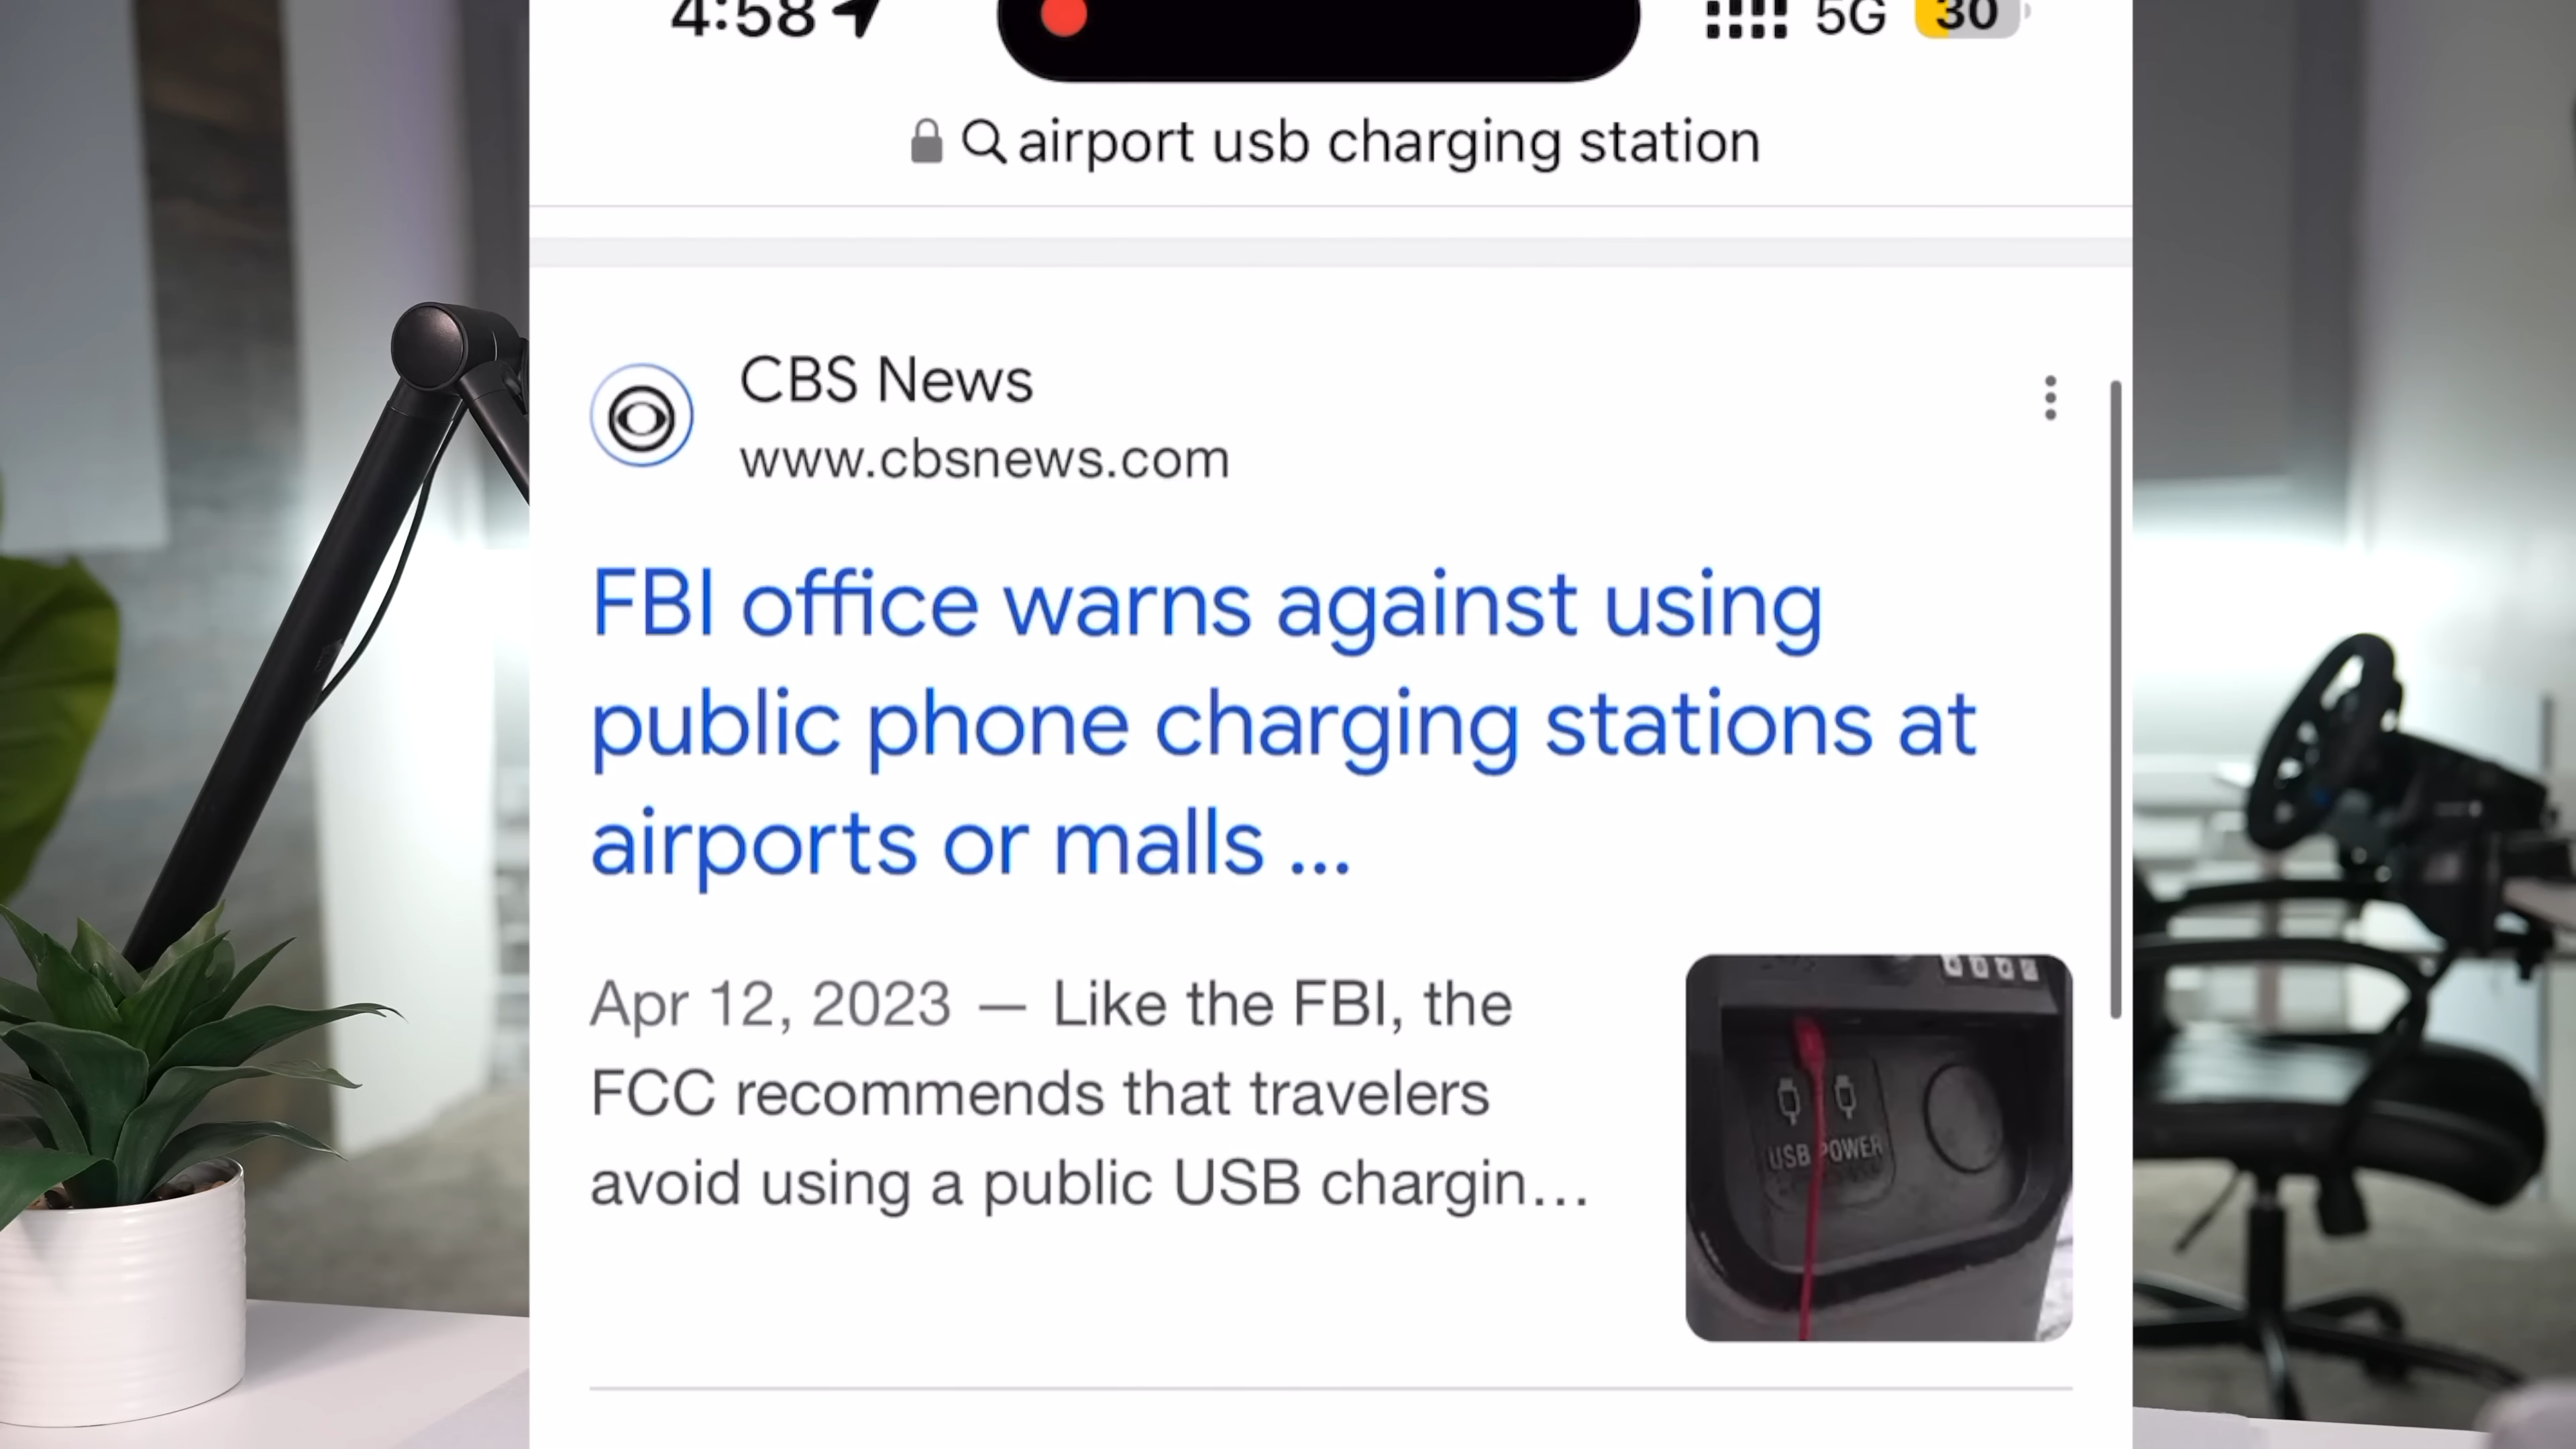 4:58
5G
30
airport usb charging station
CBS News
www.cbsnews.com
FBI office warns against using
public phone charging stations at
airports or malls ...
Apr 12, 2023 — Like the FBI, the
FCC recommends that travelers
avoid using a public USB chargin...
USB POWER